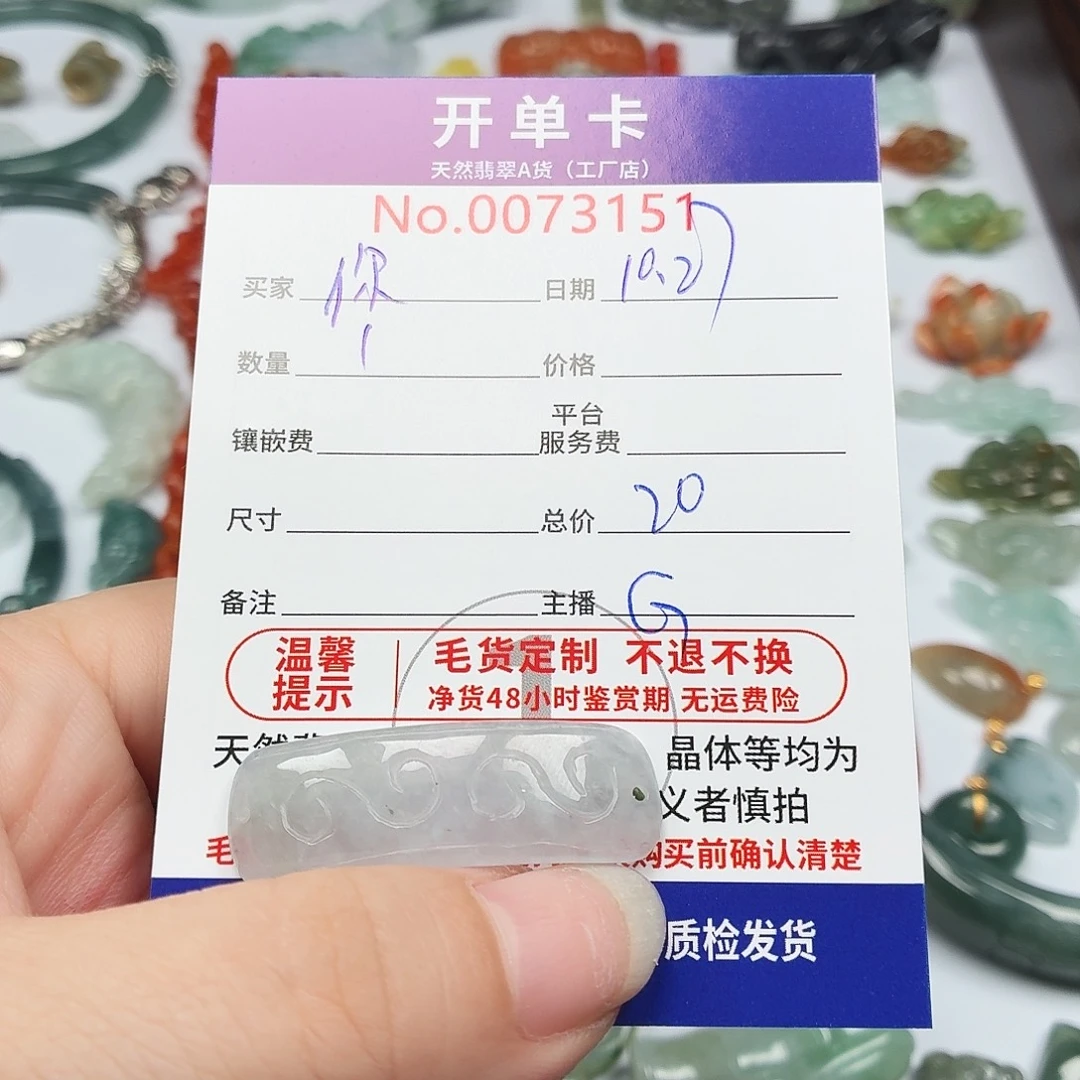 开单卡
天然翡翠A货（工厂店）
No.0073151
买家 你 日期 10.27
数量 1 价格
平台
镶嵌费 服务费
尺寸 总价 20
备注 主播 G
温馨 毛货定制 不退不换
提示 净货48小时鉴赏期 无运费险
1
天然翡 晶体等均为
义者慎拍
毛 购买前确认清楚
质检发货